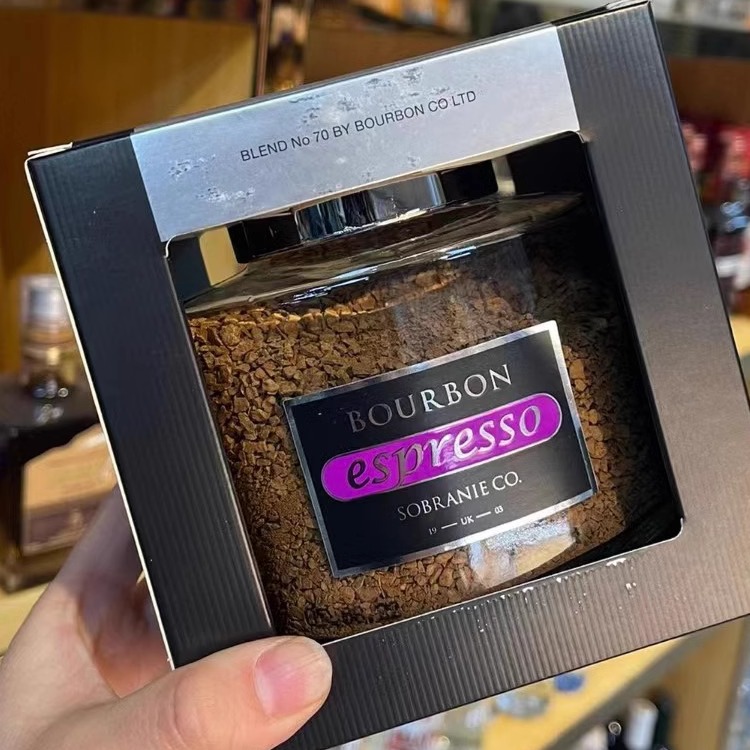 BLEND No 70 BY BOURBON CO LTD
BOURBON
espresso
SOBRANIE CO.
19 — UK — 03